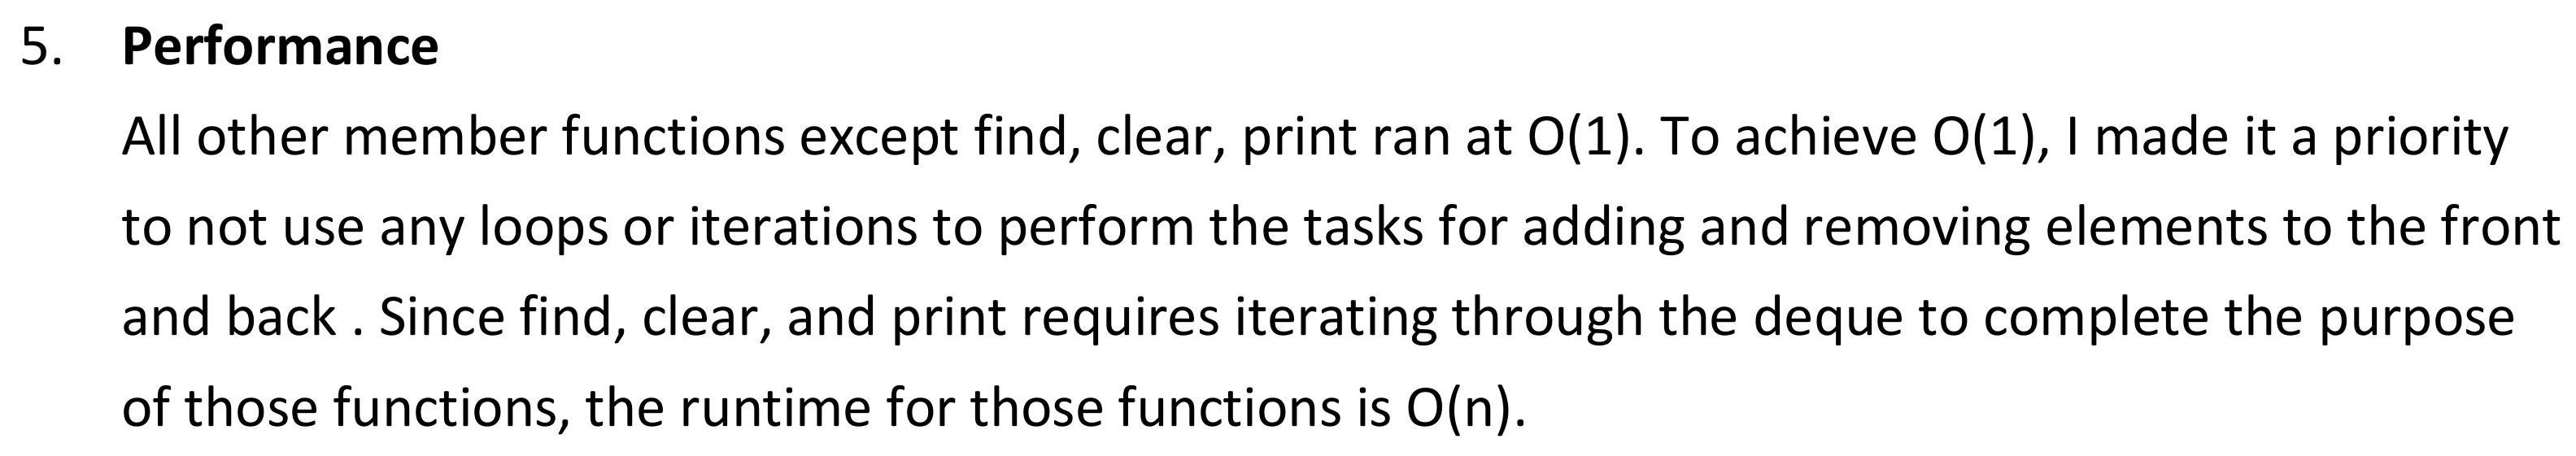 5. Performance
All other member functions except find, clear, print ran at O(1). To achieve O(1), I made it a priority
to not use any loops or iterations to perform the tasks for adding and removing elements to the front
and back . Since find, clear, and print requires iterating through the deque to complete the purpose
of those functions, the runtime for those functions is O(n).